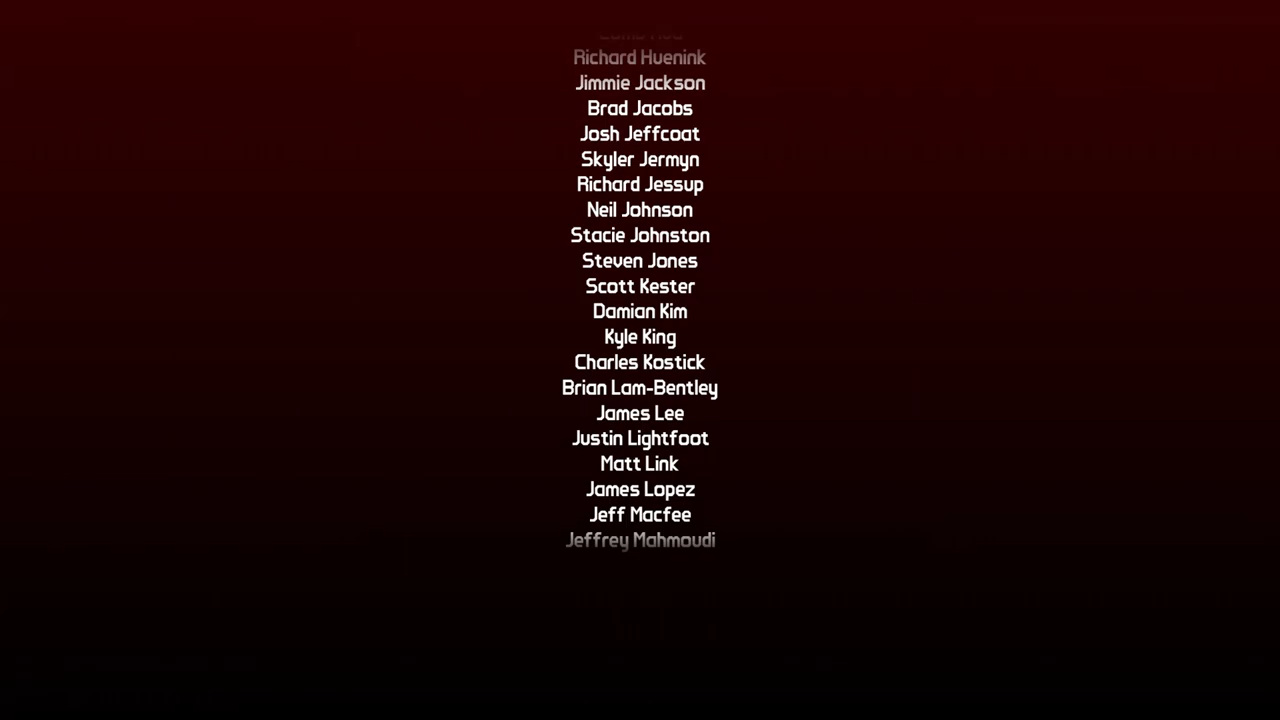 Richard Huenink
Jimmie Jackson
Brad Jacobs
Josh Jeffcoat
Skyler Jermyn
Richard Jessup
Neil Johnson
Stacie Johnston
Steven Jones
Scott Kester
Damian Kim
Kyle King
Charles Kostick
Brian Lam-Bentley
James Lee
Justin Lightfoot
Matt Link
James Lopez
Jeff Macfee
Jeffrey Mahmoudi